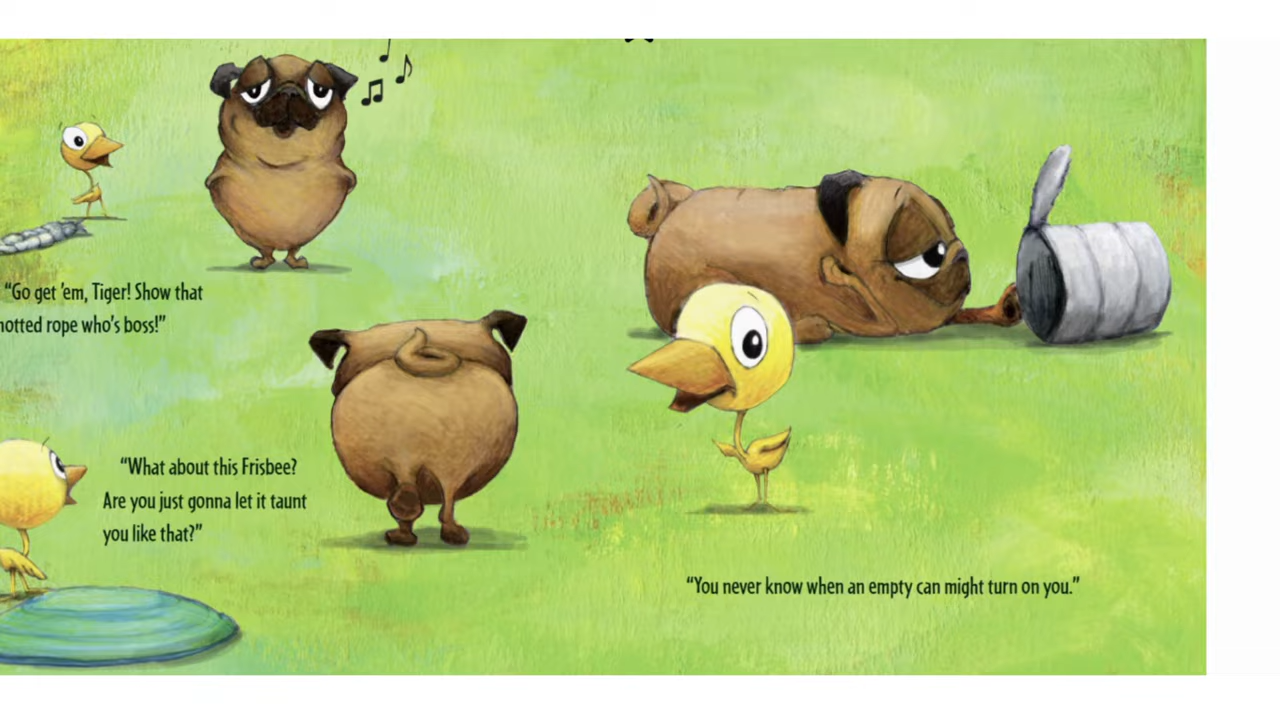 “Go get ’em, Tiger! Show that
rope who’s boss!”
“What about this Frisbee?
Are you just gonna let it taunt
you like that?”
“You never know when an empty can might turn on you.”